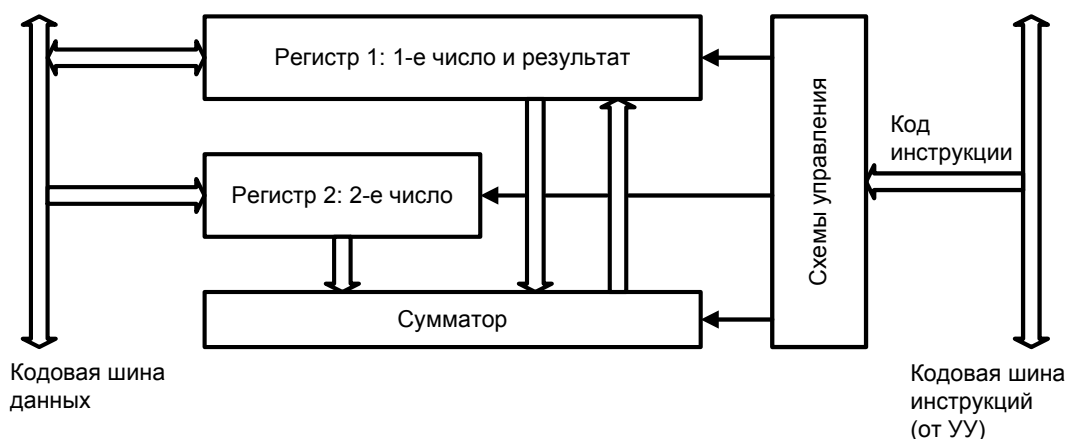 Регистр 1: 1-е число и результат
Регистр 2: 2-е число
Сумматор
Схемы управления
Код
инструкции
Кодовая шина
данных
Кодовая шина
инструкций
(от УУ)